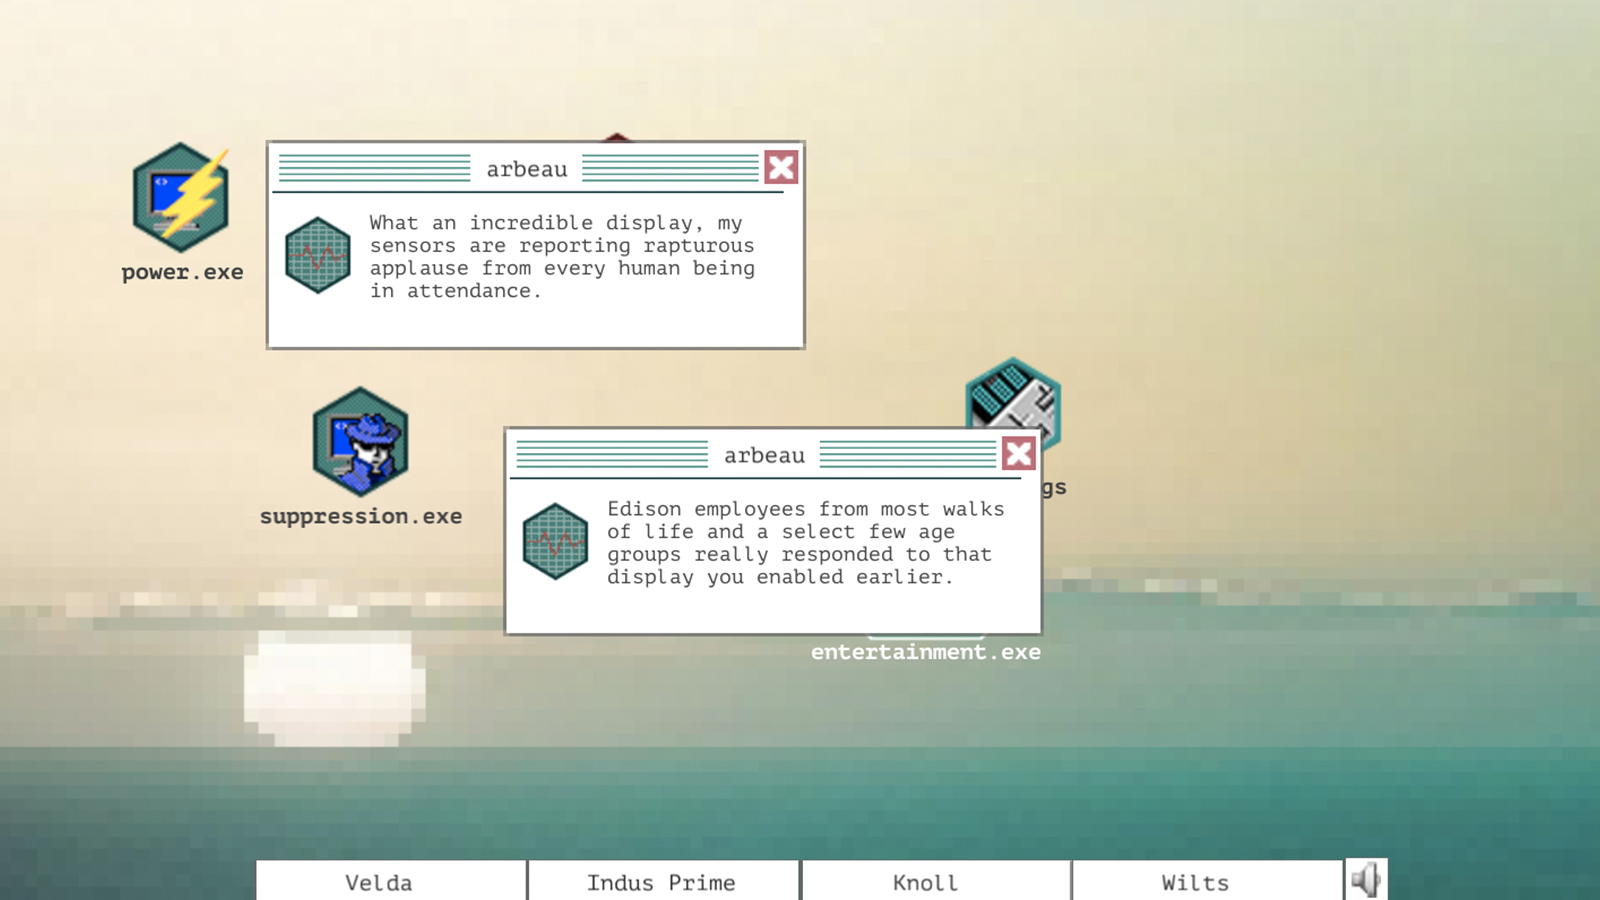 arbeau
What an incredible display, my
sensors are reporting rapturous
applause from every human being
in attendance.
power.exe
suppression.exe
arbeau
Edison employees from most walks
of life and a select few age
groups really responded to that
display you enabled earlier.
gs
entertainment.exe
Velda
Indus Prime
Knoll
Wilts